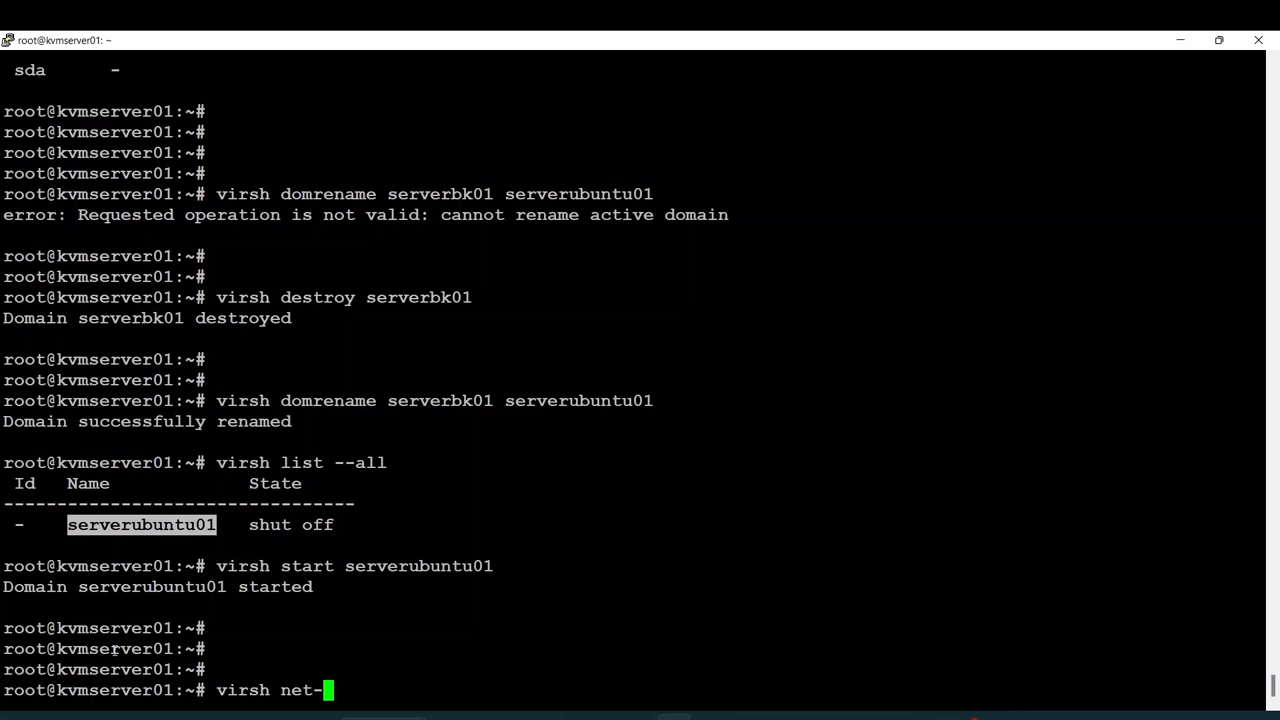 root@kvmserver01: ~
sda -
root@kvmserver01:~#
root@kvmserver01:~#
root@kvmserver01:~#
root@kvmserver01:~#
root@kvmserver01:~# virsh domrename serverbk01 serverubuntu01
error: Requested operation is not valid: cannot rename active domain
root@kvmserver01:~#
root@kvmserver01:~#
root@kvmserver01:~# virsh destroy serverbk01
Domain serverbk01 destroyed
root@kvmserver01:~#
root@kvmserver01:~#
root@kvmserver01:~# virsh domrename serverbk01 serverubuntu01
Domain successfully renamed
root@kvmserver01:~# virsh list --all
Id Name State
---------------------------------
- serverubuntu01 shut off
root@kvmserver01:~# virsh start serverubuntu01
Domain serverubuntu01 started
root@kvmserver01:~#
root@kvmserver01:~#
root@kvmserver01:~#
root@kvmserver01:~# virsh net-